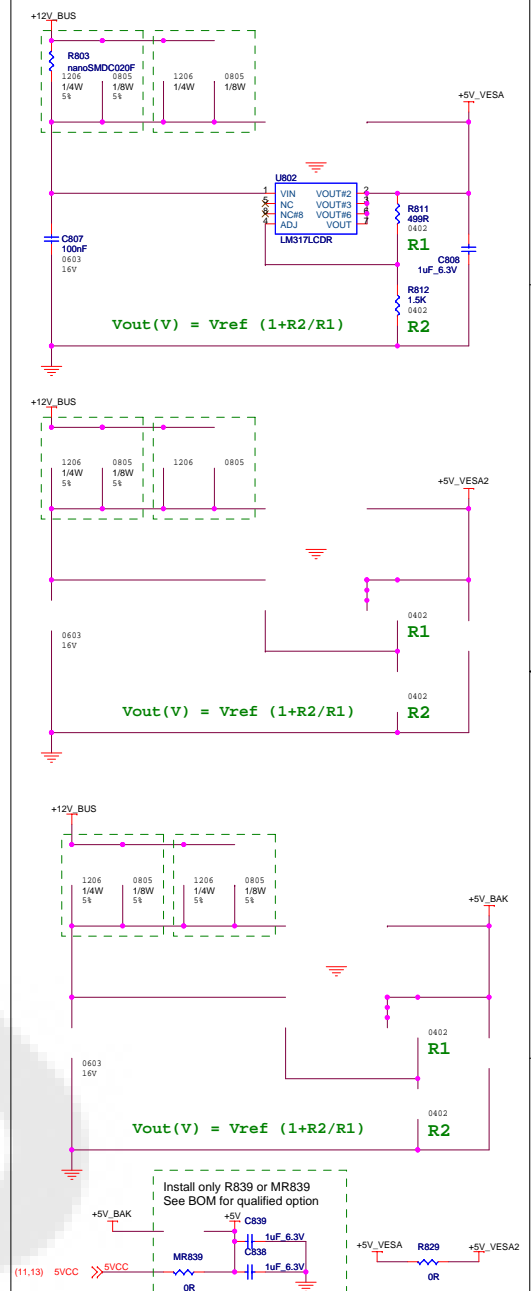 +12V_BUS
R803
nanoSMDC020F
1206 0805 1206 0805
1/4W 1/8W 1/4W 1/8W
5% 5%
+5V_VESA
U802
1 VIN VOUT#2 2
5 NC VOUT#3 3
8 NC#8 VOUT#6 6
4 ADJ VOUT 7
LM317LCDR
R811
499R
0402
R1
C807
100nF
0603
16V
C808
1uF_6.3V
R812
1.5K
0402
R2
Vout(V) = Vref (1+R2/R1)
+12V_BUS
1206 0805 1206 0805
1/4W 1/8W
5% 5%
+5V_VESA2
0402
R1
0603
16V
0402
R2
Vout(V) = Vref (1+R2/R1)
+12V_BUS
1206 0805 1206 0805
1/4W 1/8W 1/4W 1/8W
5% 5% 5% 5%
+5V_BAK
0402
R1
0603
16V
0402
R2
Vout(V) = Vref (1+R2/R1)
Install only R839 or MR839
See BOM for qualified option
+5V_BAK +5V
C839
1uF_6.3V
C838
1uF_6.3V
(11,13) 5VCC 5VCC
MR839
0R
+5V_VESA R829 +5V_VESA2
0R